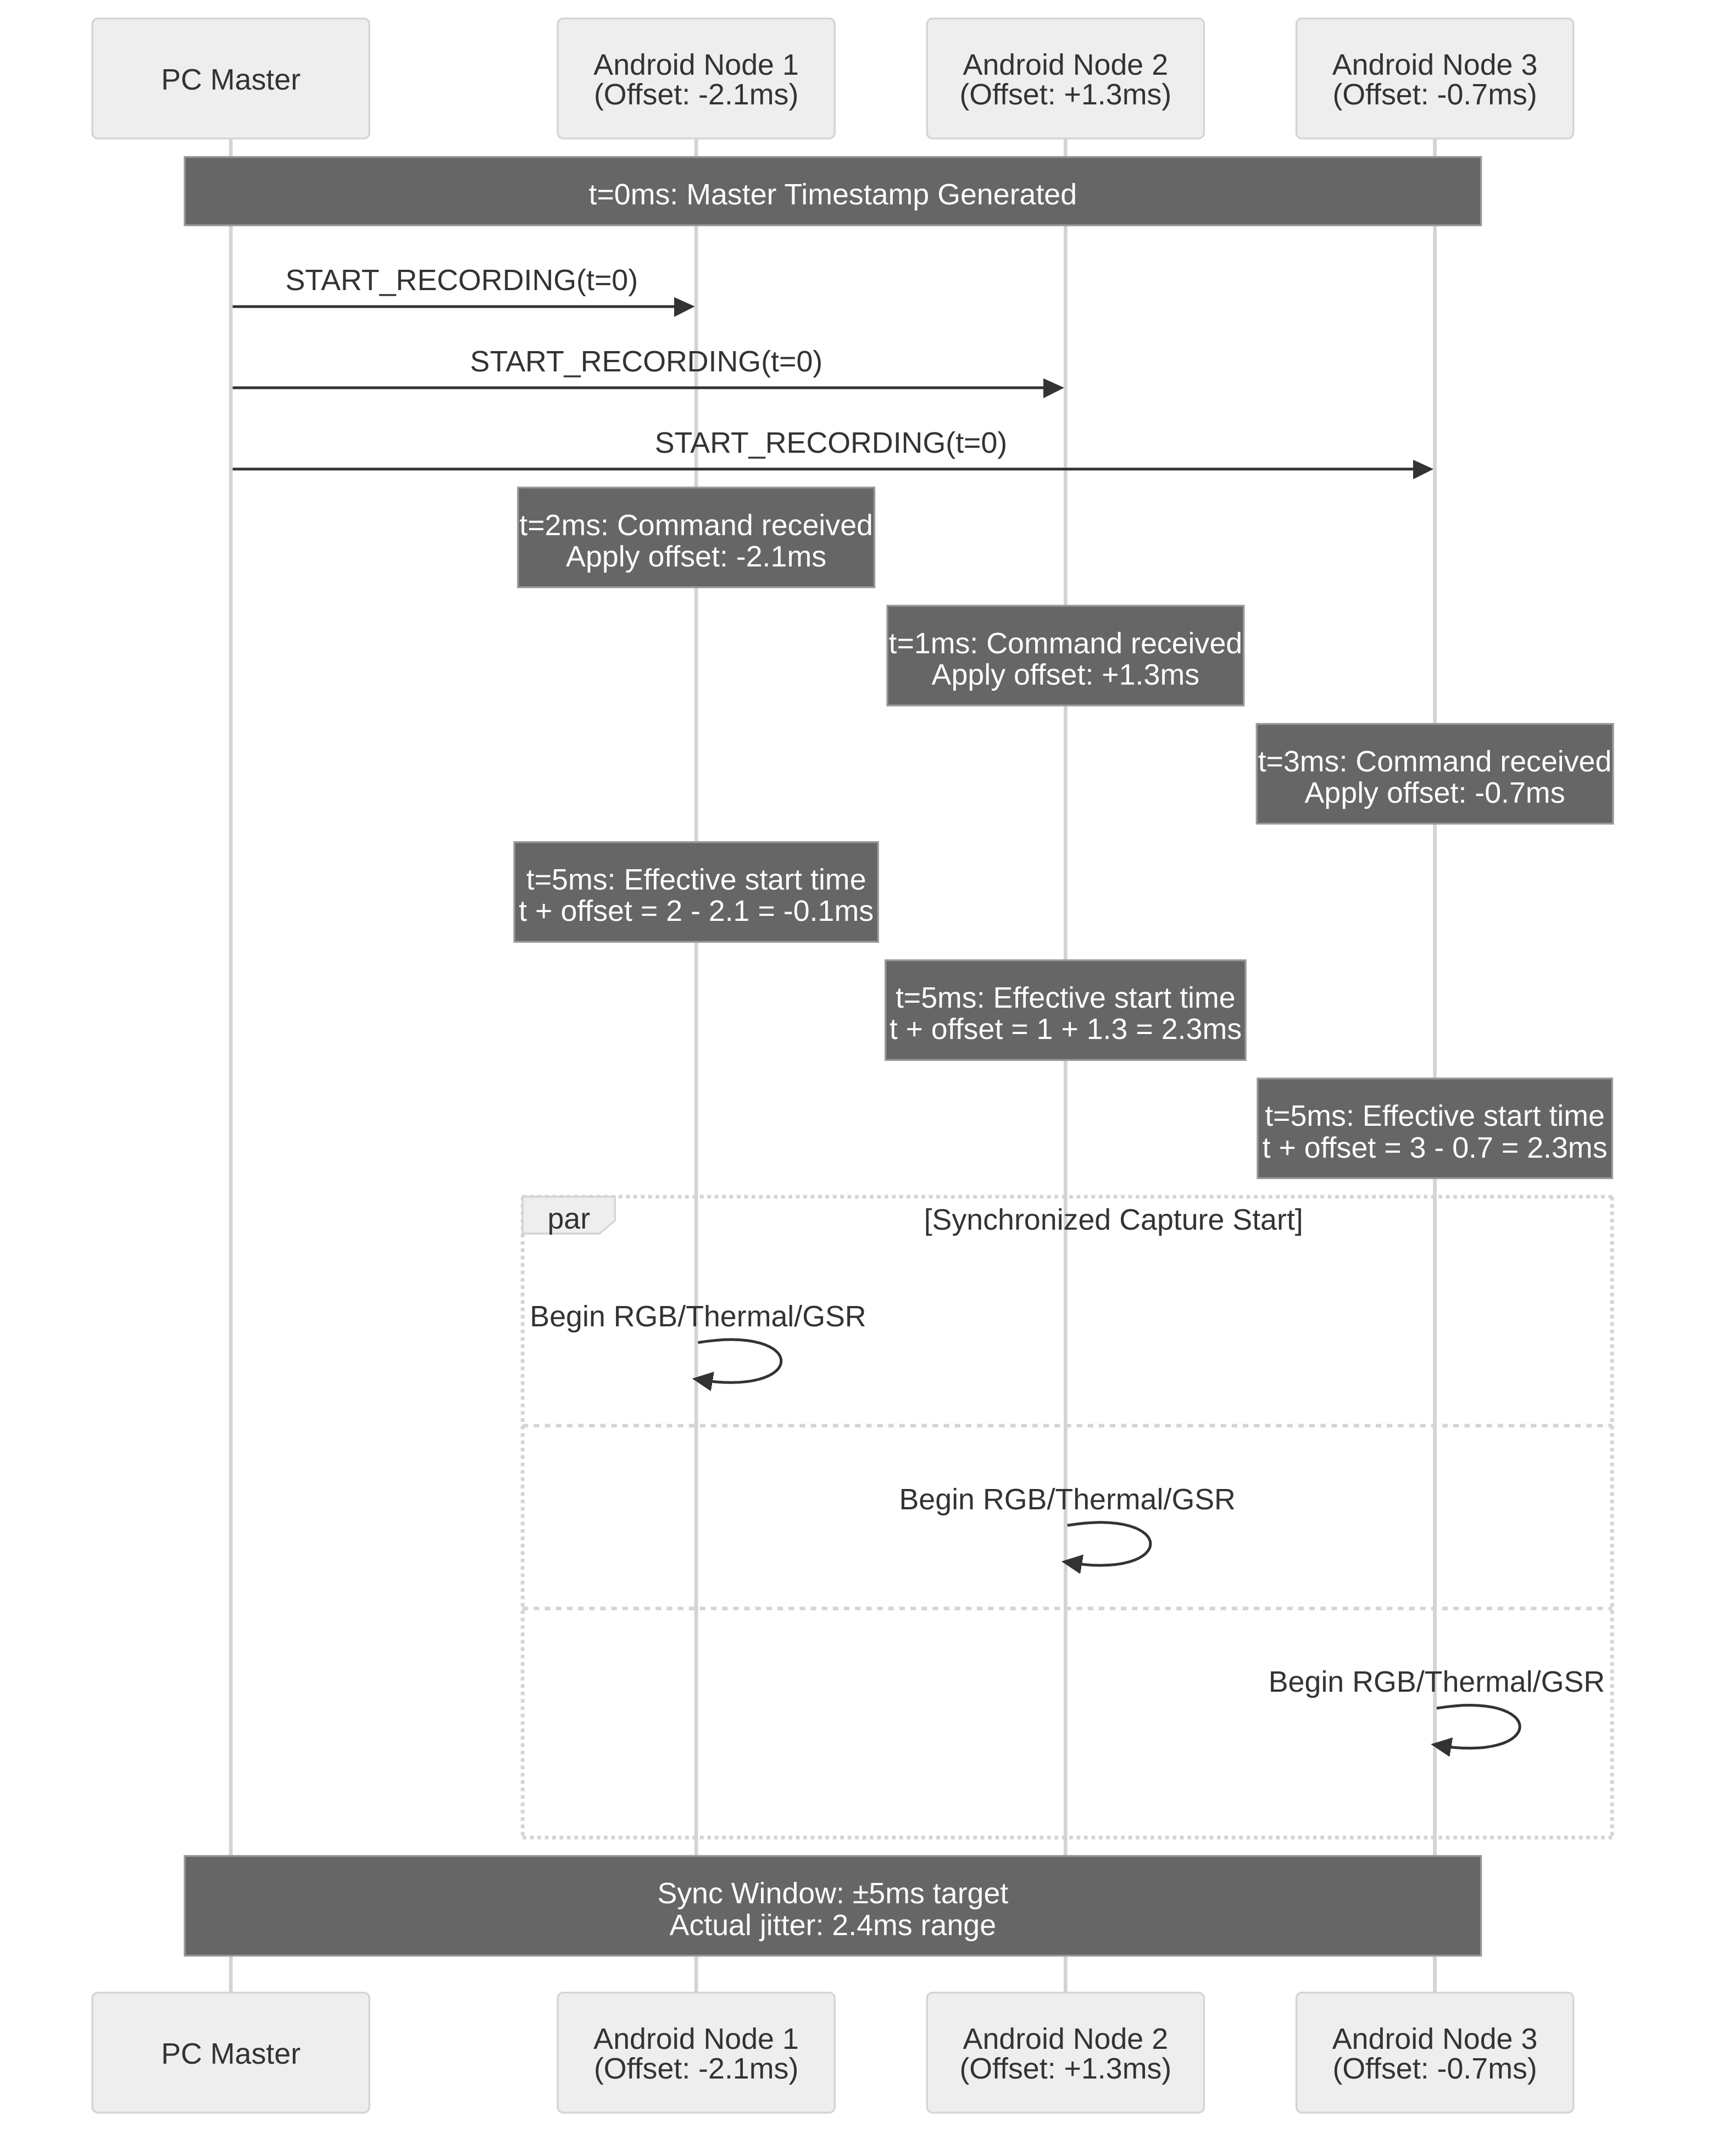 PC Master
Android Node 1
(Offset: -2.1ms)
Android Node 2
(Offset: +1.3ms)
Android Node 3
(Offset: -0.7ms)
t=0ms: Master Timestamp Generated
START_RECORDING(t=0)
START_RECORDING(t=0)
START_RECORDING(t=0)
t=2ms: Command received
Apply offset: -2.1ms
t=1ms: Command received
Apply offset: +1.3ms
t=3ms: Command received
Apply offset: -0.7ms
t=5ms: Effective start time
t + offset = 2 - 2.1 = -0.1ms
t=5ms: Effective start time
t + offset = 1 + 1.3 = 2.3ms
t=5ms: Effective start time
t + offset = 3 - 0.7 = 2.3ms
par
[Synchronized Capture Start]
Begin RGB/Thermal/GSR
Begin RGB/Thermal/GSR
Begin RGB/Thermal/GSR
Sync Window: ±5ms target
Actual jitter: 2.4ms range
PC Master
Android Node 1
(Offset: -2.1ms)
Android Node 2
(Offset: +1.3ms)
Android Node 3
(Offset: -0.7ms)